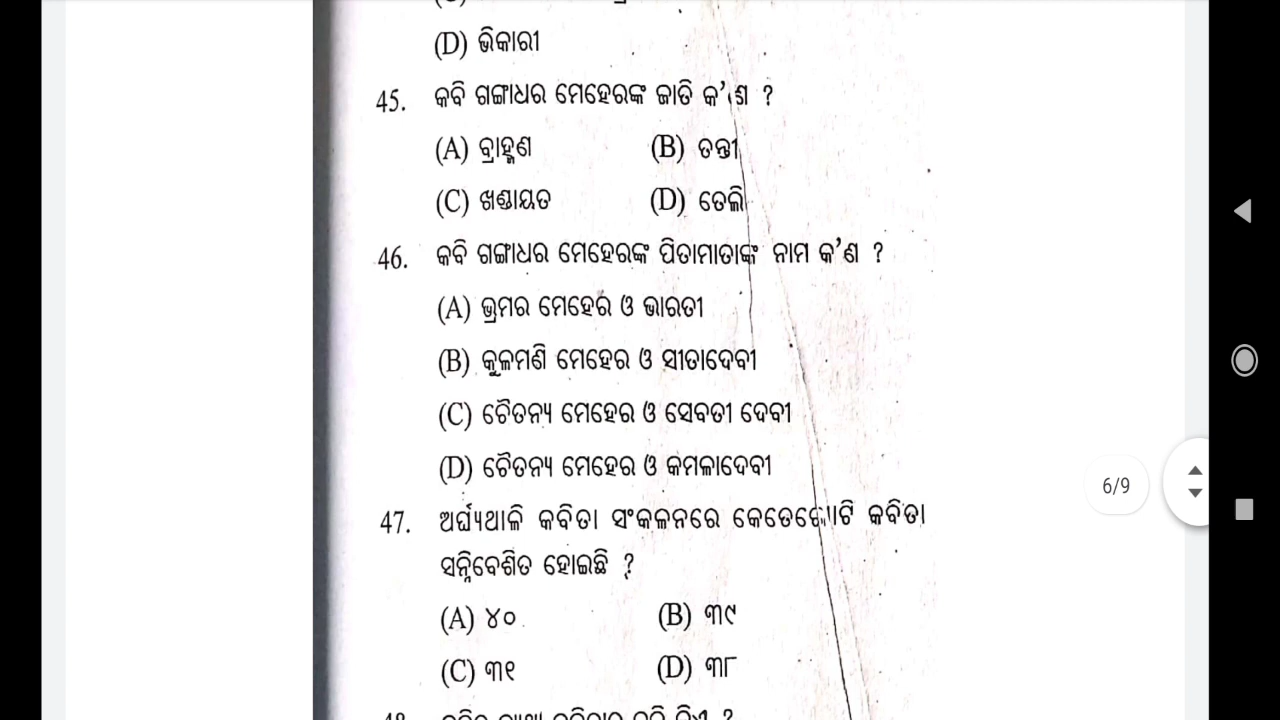 (D) ଭିକାରୀ
45. କବି ଗଙ୍ଗାଧର ମେହେରଙ୍କ ଜାତି କ'ଣ ?
(A) ବ୍ରାହ୍ମଣ (B) ତନ୍ତୀ
(C) ଖଣ୍ଡାୟତ (D) ତେଲି
46. କବି ଗଙ୍ଗାଧର ମେହେରଙ୍କ ପିତାମାତାଙ୍କ ନାମ କ'ଣ ?
(A) ଭ୍ରମର ମେହେର ଓ ଭାରତୀ
(B) କୁଳମଣି ମେହେର ଓ ସୀତାଦେବୀ
(C) ଚୈତନ୍ୟ ମେହେର ଓ ସେବତୀ ଦେବୀ
(D) ଚୈତନ୍ୟ ମେହେର ଓ କମଳାଦେବୀ
47. ଅର୍ଘ୍ୟଥାଳି କବିତା ସଂକଳନରେ କେତେଗୋଟି କବିତା
ସନ୍ନିବେଶିତ ହୋଇଛି ?
(A) ୪୦ (B) ୩୯
(C) ୩୧ (D) ୩୮
6/9